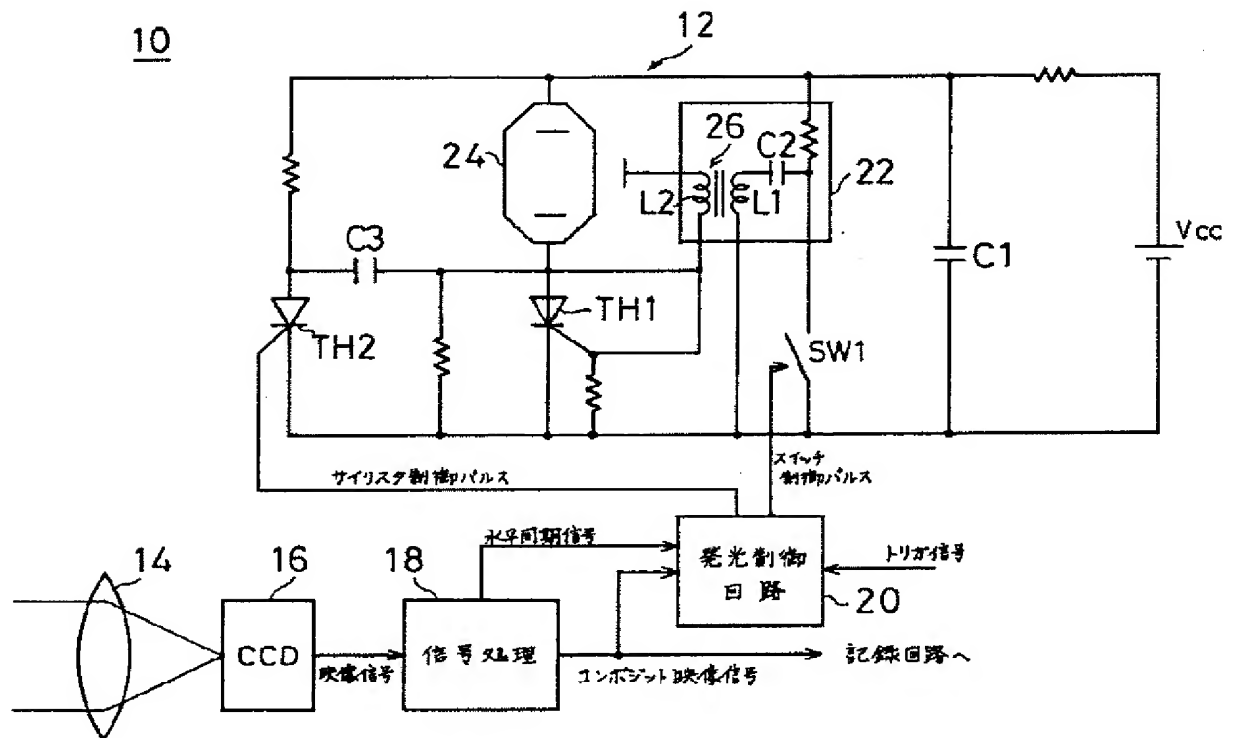 10
12
26
C2
24
22
L2
L1
Vcc
C3
C1
TH1
TH2
SW1
サイリスタ制御パルス
スイッチ
制御パルス
水平同期信号
14
16
18
発光制御
回路
トリガ信号
20
CCD
映像信号
信号処理
コンポジット映像信号
記録回路へ